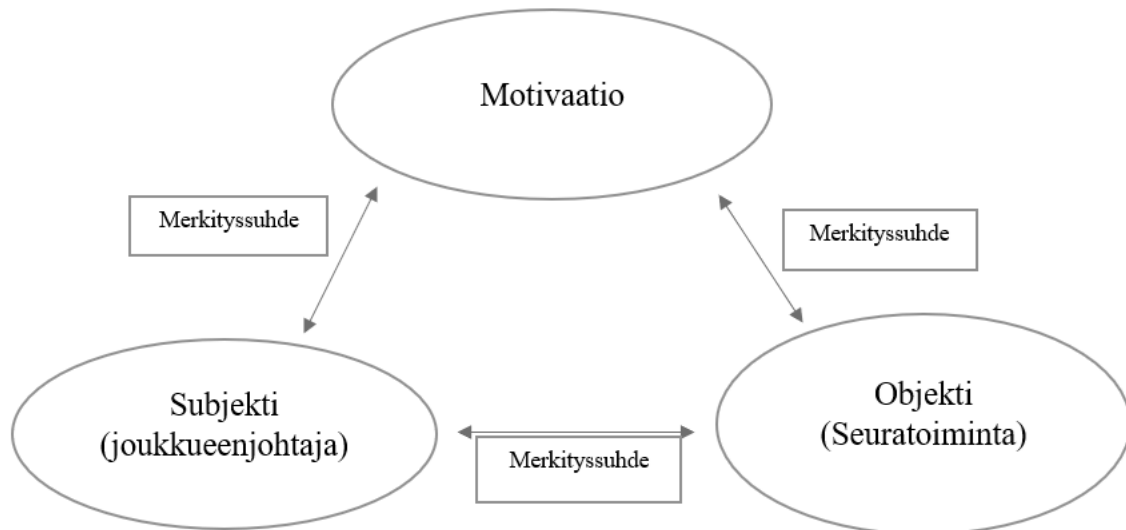 Motivaatio
Merkityssuhde
Merkityssuhde
Subjekti
(joukkueenjohtaja)
Objekti
(Seuratoiminta)
Merkityssuhde